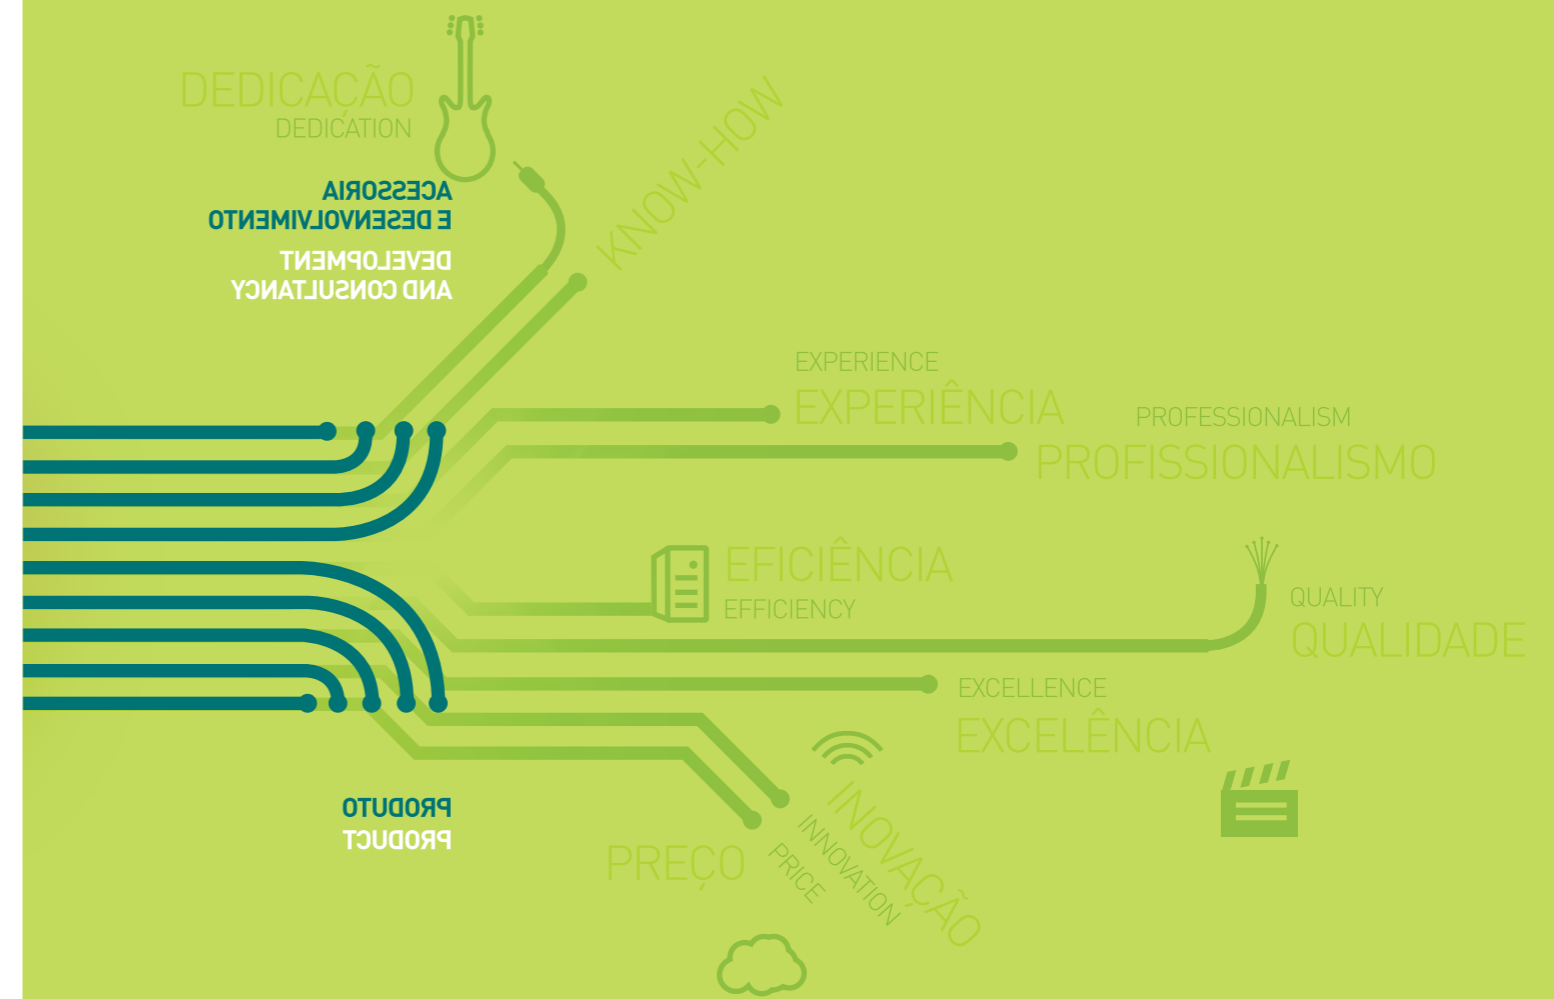 DEDICAÇÃO
DEDICATION
KNOW-HOW
ACESSORIA
E DESENVOLVIMENTO
DEVELOPMENT
AND CONSULTANCY
EXPERIENCE
EXPERIÊNCIA
PROFESSIONALISM
PROFISSIONALISMO
EFICIÊNCIA
EFFICIENCY
QUALITY
QUALIDADE
EXCELLENCE
EXCELÊNCIA
INOVAÇÃO
INNOVATION
PRODUTO
PRODUCT
PREÇO
PRICE